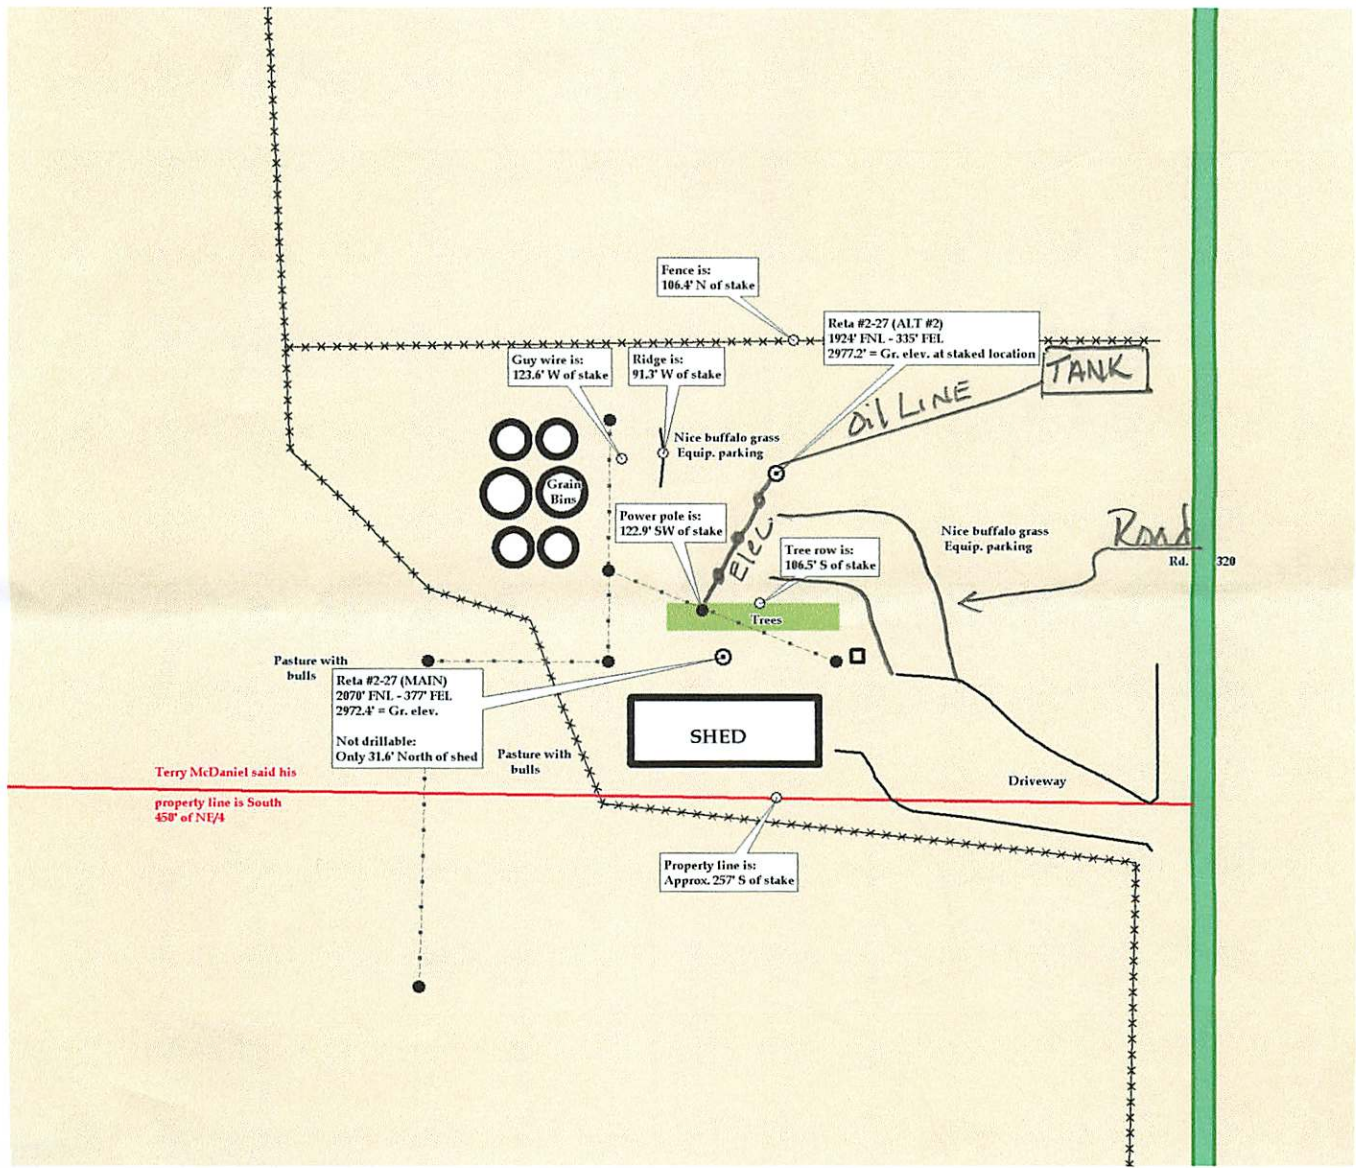 Fence is:
106.4' N of stake
Reta #2-27 (ALT #2)
1924' FNL - 335' FEL
2977.2' = Gr. elev. at staked location
Guy wire is:
123.6' W of stake
Ridge is:
91.3' W of stake
TANK
Oil LINE
Nice buffalo grass
Equip. parking
Grain
Bins
Power pole is:
122.9' SW of stake
Elec.
Tree row is:
106.5' S of stake
Nice buffalo grass
Equip. parking
Road
Rd. 320
Trees
Pasture with
bulls
Reta #2-27 (MAIN)
2070' FNL - 377' FEL
2972.4' = Gr. elev.
Not drillable:
Only 31.6' North of shed
SHED
Pasture with
bulls
Terry McDaniel said his
property line is South
450' of NE/4
Driveway
Property line is:
Approx. 257' S of stake